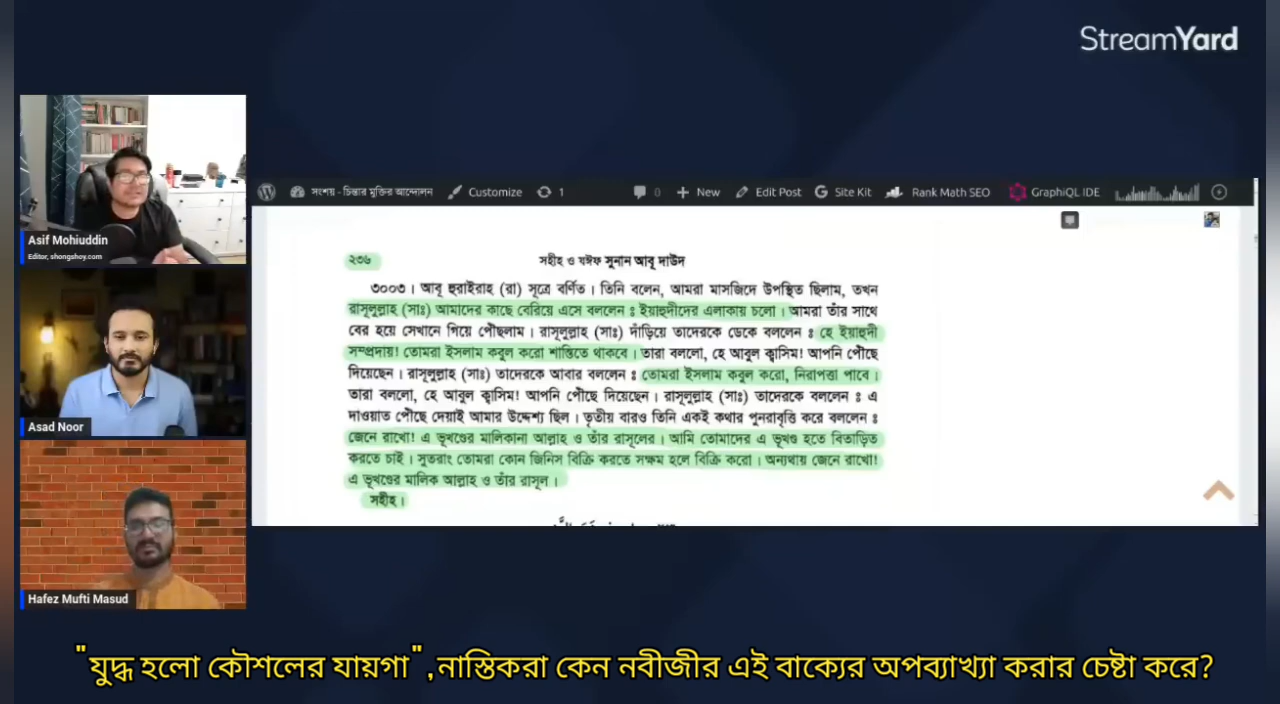 StreamYard
সংশয় - চিন্তার মুক্তির আন্দোলন Customize 1 0 New Edit Post Site Kit Rank Math SEO GraphiQL IDE
Asif Mohiuddin
Editor, shongshoy.com
Asad Noor
Hafez Mufti Masud
২৩৬ সহীহ ও যঈফ সুনান আবূ দাউদ
৩০০৩। আবূ হুরাইরাহ (রা) সূত্রে বর্ণিত। তিনি বলেন, আমরা মাসজিদে উপস্থিত ছিলাম, তখন
রাসূলুল্লাহ (সাঃ) আমাদের কাছে বেরিয়ে এসে বললেন ঃ ইয়াহুদীদের এলাকায় চলো। আমরা তাঁর সাথে
বের হয়ে সেখানে গিয়ে পৌঁছলাম। রাসূলুল্লাহ (সাঃ) দাঁড়িয়ে তাদেরকে ডেকে বললেন ঃ হে ইয়াহুদী
সম্প্রদায়! তোমরা ইসলাম কবুল করো শান্তিতে থাকবে। তারা বললো, হে আবুল ক্বাসিম! আপনি পৌঁছে
দিয়েছেন। রাসূলুল্লাহ (সাঃ) তাদেরকে আবার বললেন ঃ তোমরা ইসলাম কবুল করো, নিরাপত্তা পাবে।
তারা বললো, হে আবুল ক্বাসিম! আপনি পৌঁছে দিয়েছেন। রাসূলুল্লাহ (সাঃ) তাদেরকে বললেন ঃ এ
দাওয়াত পৌঁছে দেয়াই আমার উদ্দেশ্য ছিল। তৃতীয় বারও তিনি একই কথার পুনরাবৃত্তি করে বললেন ঃ
জেনে রাখো! এ ভূখণ্ডের মালিকানা আল্লাহ ও তাঁর রাসূলের। আমি তোমাদের এ ভূখণ্ড হতে বিতাড়িত
করতে চাই। সুতরাং তোমরা কোন জিনিস বিক্রি করতে সক্ষম হলে বিক্রি করো। অন্যথায় জেনে রাখো!
এ ভূখণ্ডের মালিক আল্লাহ ও তাঁর রাসূল।
সহীহ।
"যুদ্ধ হলো কৌশলের যায়গা",নাস্তিকরা কেন নবীজীর এই বাক্যের অপব্যাখ্যা করার চেষ্টা করে?